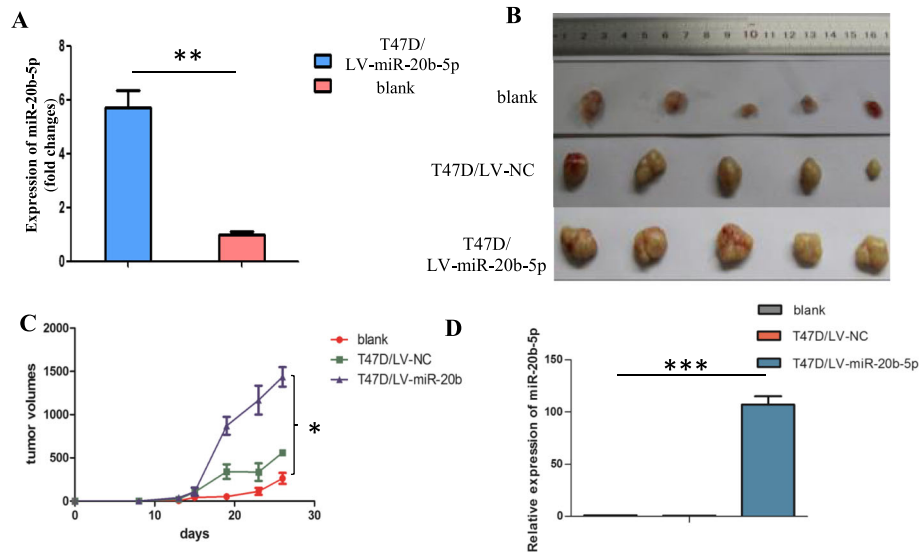 A
8
6
4
2
0
Expression of miR-20b-5p
(fold changes)
**
T47D/
LV-miR-20b-5p
blank
B
1 2 3 4 5 6 7 8 9 10 11 12 13 14 15 16 1
blank
T47D/LV-NC
T47D/
LV-miR-20b-5p
C
2000
1500
1000
500
0
tumor volumes
0 10 20 30
days
blank
T47D/LV-NC
T47D/LV-miR-20b
*
D
blank
T47D/LV-NC
T47D/LV-miR-20b-5p
150
100
50
0
Relative expression of miR-20b-5p
***